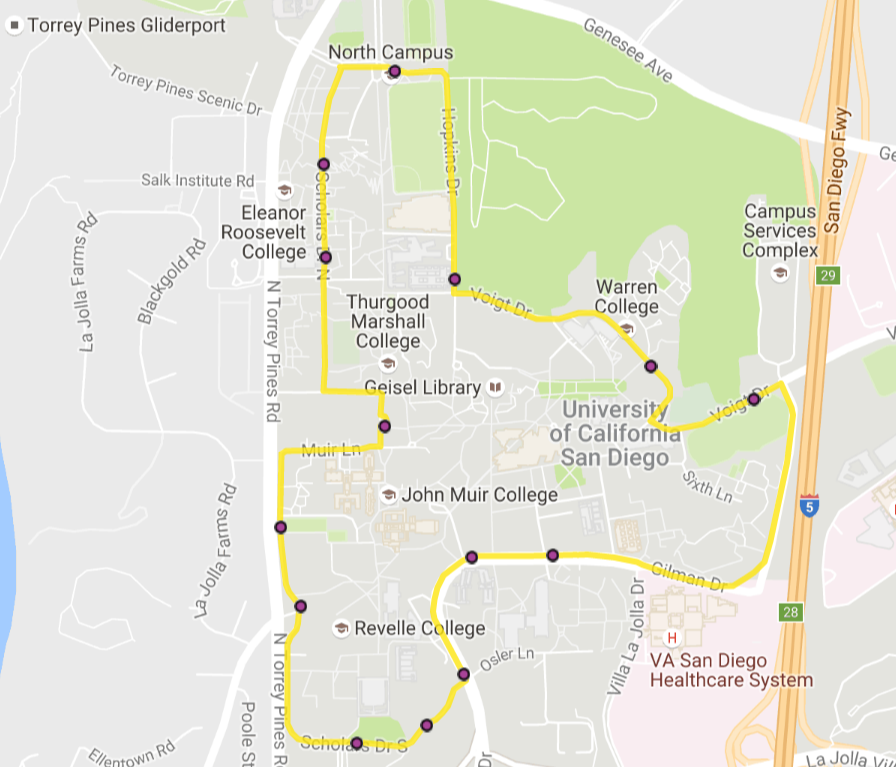 Torrey Pines Gliderport
North Campus
Genesee Ave
Torrey Pines Scenic Dr
Hopkins Dr
San Diego Fwy
Salk Institute Rd
Scholars Dr N
Eleanor
Roosevelt
College
Campus
Services
Complex
La Jolla Farms Rd
Blackgold Rd
N Torrey Pines Rd
29
Voigt Dr
Warren
College
Thurgood
Marshall
College
Geisel Library
University
of California
San Diego
Voigt Dr
Muir Ln
John Muir College
Sixth Ln
5
La Jolla Farms Rd
Gilman Dr
28
Villa La Jolla Dr
H
Revelle College
Osler Ln
VA San Diego
Healthcare System
N Torrey Pines Rd
Poole St
Scholars Dr S
Ellentown Rd
Dr
La Jolla Vil